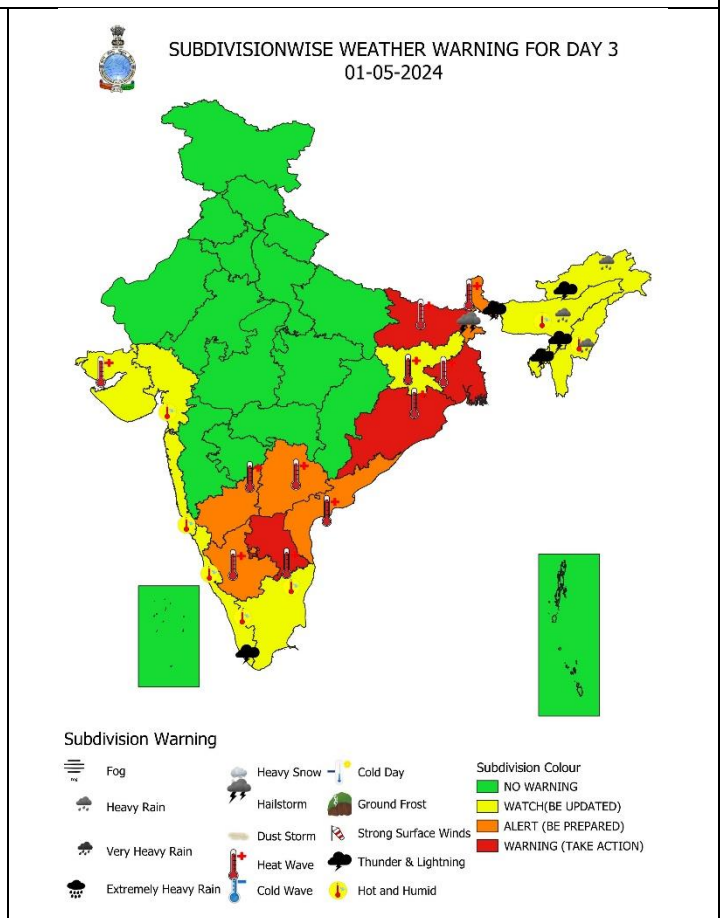 SUBDIVISIONWISE WEATHER WARNING FOR DAY 3
01-05-2024
Subdivision Warning
Fog
Heavy Rain
Very Heavy Rain
Extremely Heavy Rain
Heavy Snow
Hailstorm
Dust Storm
Heat Wave
Cold Wave
Cold Day
Ground Frost
Strong Surface Winds
Thunder & Lightning
Hot and Humid
Subdivision Colour
NO WARNING
WATCH(BE UPDATED)
ALERT (BE PREPARED)
WARNING (TAKE ACTION)